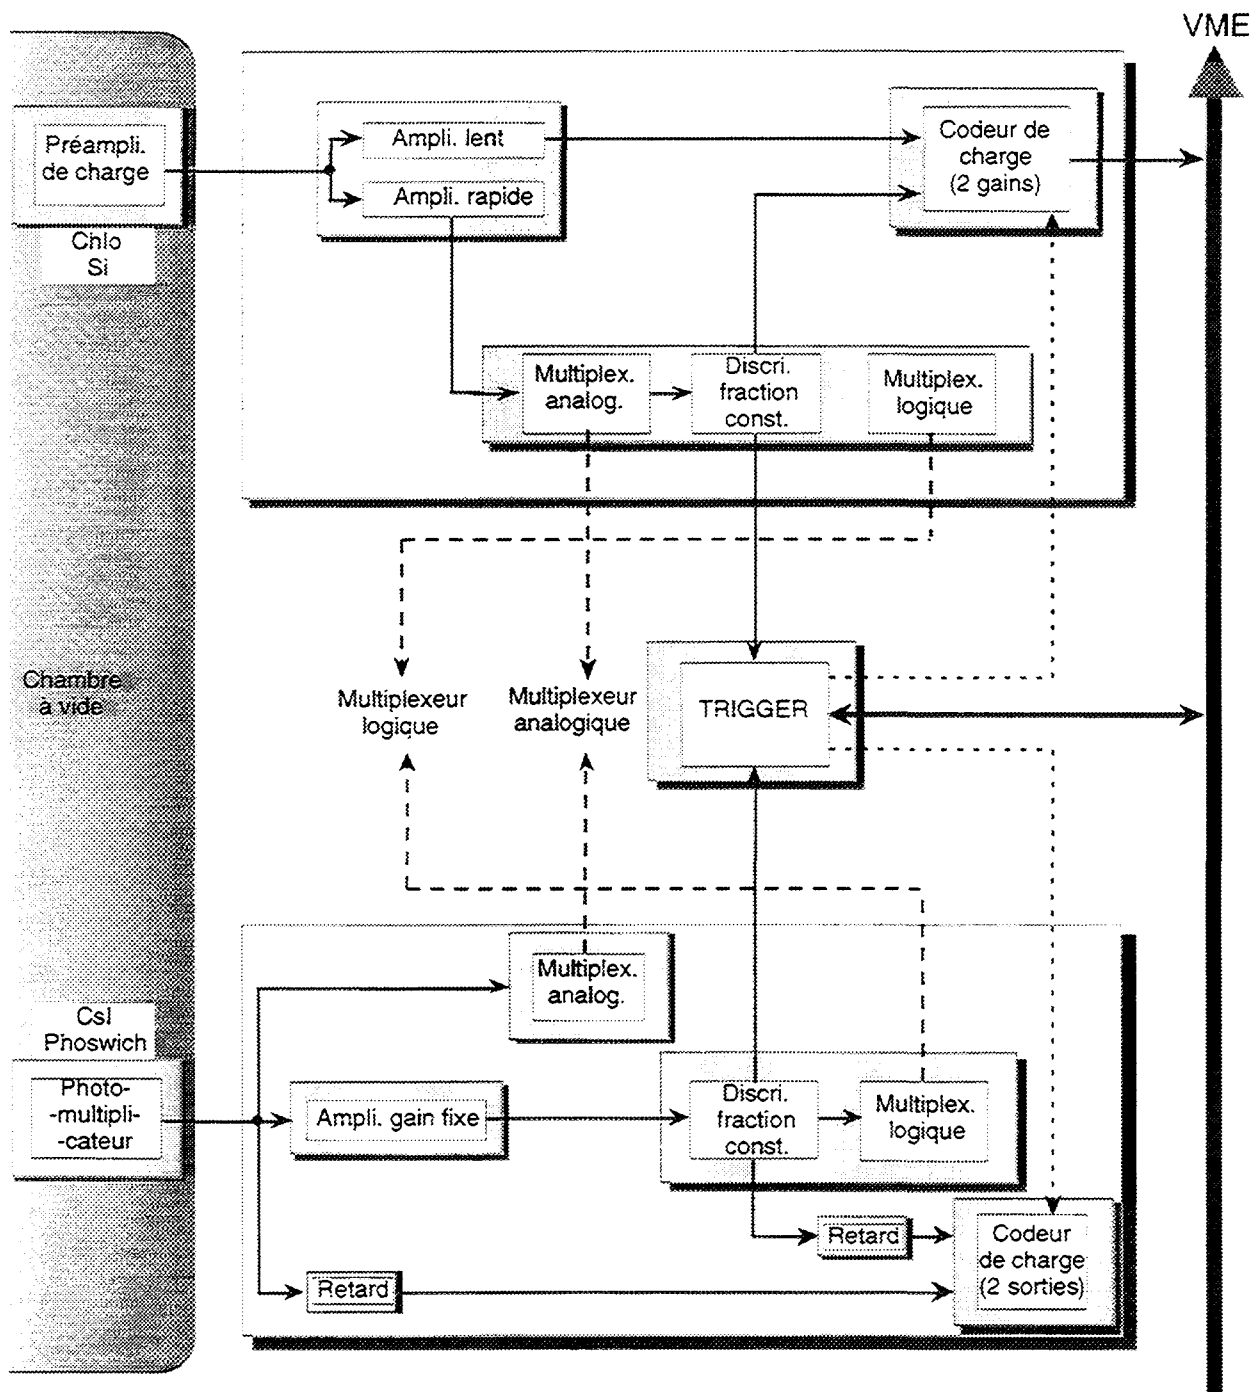 VME
Préampli.
de charge
Ampli. lent
Ampli. rapide
Codeur de
charge
(2 gains)
Chlo
Si
Multiplex.
analog.
Discri.
fraction
const.
Multiplex.
logique
Chambre
à vide
Multiplexeur
logique
Multiplexeur
analogique
TRIGGER
Multiplex.
analog.
CsI
Phoswich
Photo-
-multipli-
-cateur
Ampli. gain fixe
Discri.
fraction
const.
Multiplex.
logique
Retard
Codeur
de charge
(2 sorties)
Retard